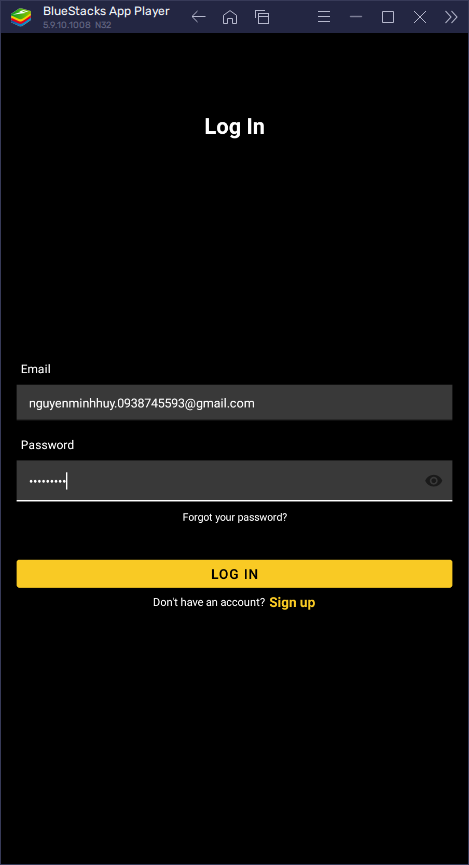 BlueStacks App Player
5.9.10.1008 N32
Log In
Email
nguyenminhhuy.0938745593@gmail.com
Password
•••••••••
Forgot your password?
LOG IN
Don't have an account? Sign up